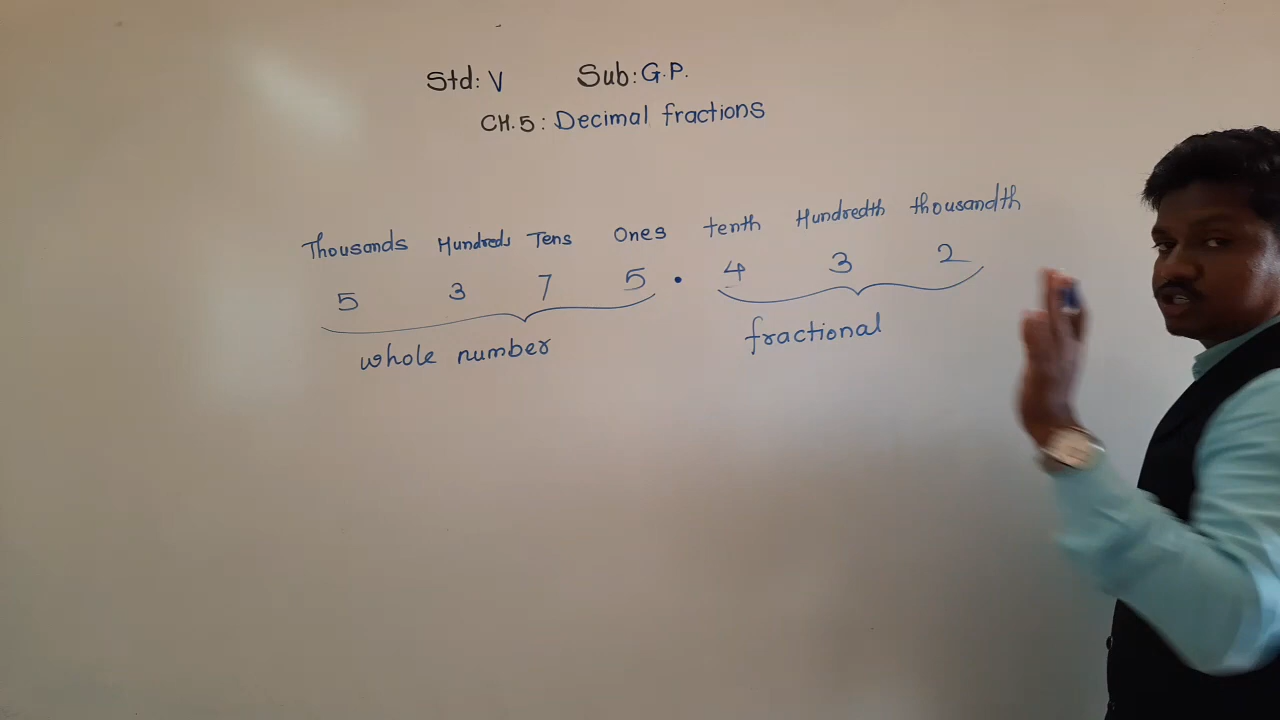 Std: V Sub: G.P.
CH.5: Decimal fractions
Thousands Hundreds Tens Ones tenth Hundredth thousandth
5 3 7 5 . 4 3 2
whole number fractional